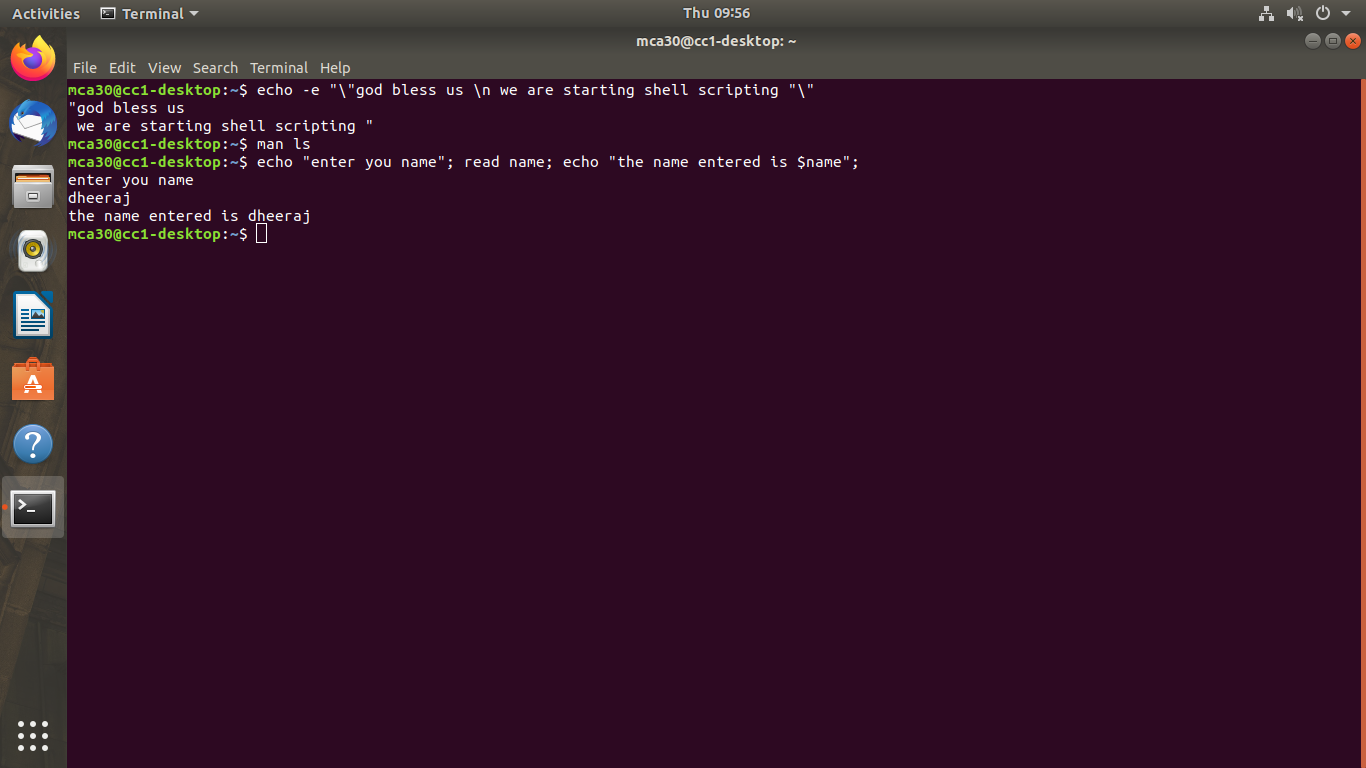 Activities Terminal Thu 09:56
mca30@cc1-desktop: ~
File Edit View Search Terminal Help
mca30@cc1-desktop:~$ echo -e "\"god bless us \n we are starting shell scripting "\"
"god bless us
 we are starting shell scripting "
mca30@cc1-desktop:~$ man ls
mca30@cc1-desktop:~$ echo "enter you name"; read name; echo "the name entered is $name";
enter you name
dheeraj
the name entered is dheeraj
mca30@cc1-desktop:~$